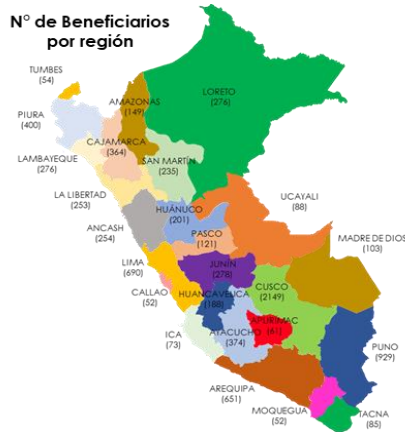 N° de Beneficiarios
por región
TUMBES
(54)
AMAZONAS
(149)
LORETO
(276)
PIURA
(400)
CAJAMARCA
(364)
LAMBAYEQUE
(276)
SAN MARTÍN
(235)
LA LIBERTAD
(253)
HUÁNUCO
(201)
UCAYALI
(88)
ANCASH
(254)
PASCO
(121)
MADRE DE DIOS
(103)
LIMA
(690)
JUNÍN
(278)
CUSCO
(2149)
CALLAO
(52)
HUANCAVELICA
(188)
ICA
(73)
AYACUCHO
(374)
APURIMAC
(61)
PUNO
(929)
AREQUIPA
(651)
MOQUEGUA
(52)
TACNA
(85)